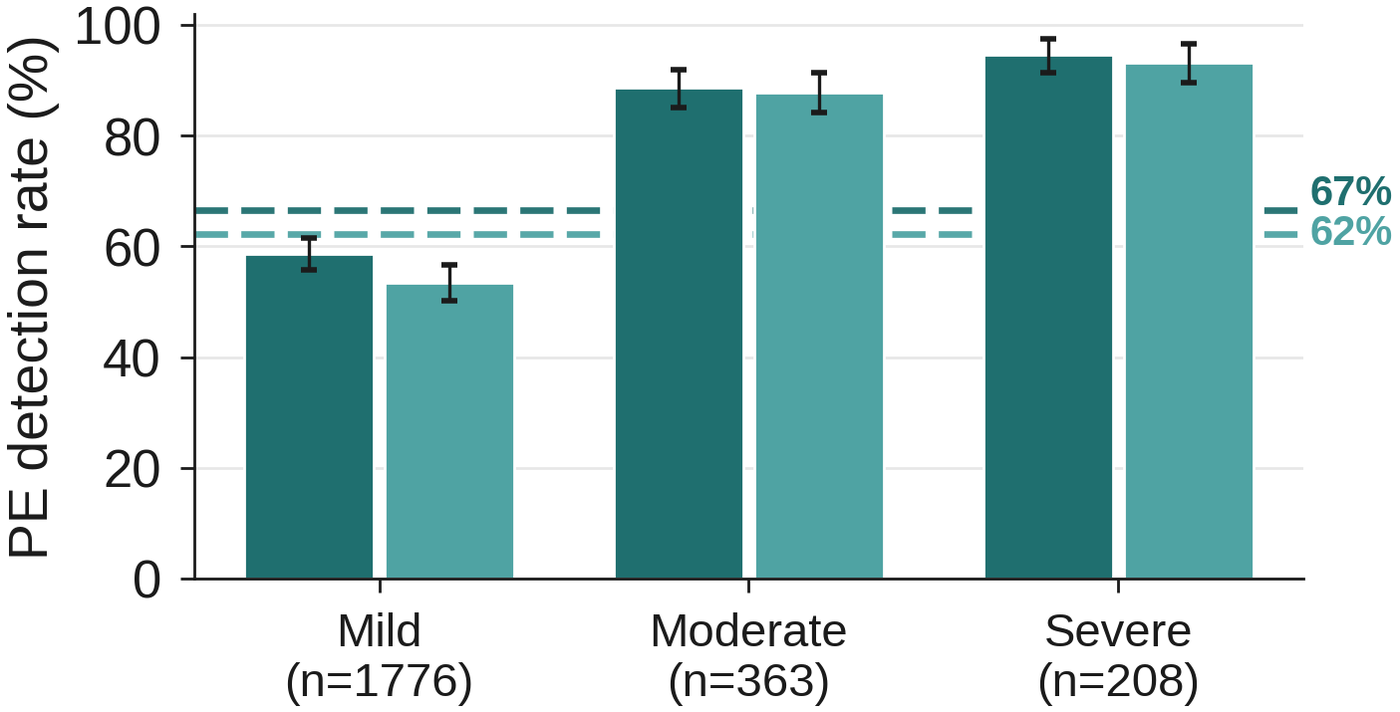 PE detection rate (%)
100
80
60
40
20
0
67%
62%
Mild
(n=1776)
Moderate
(n=363)
Severe
(n=208)